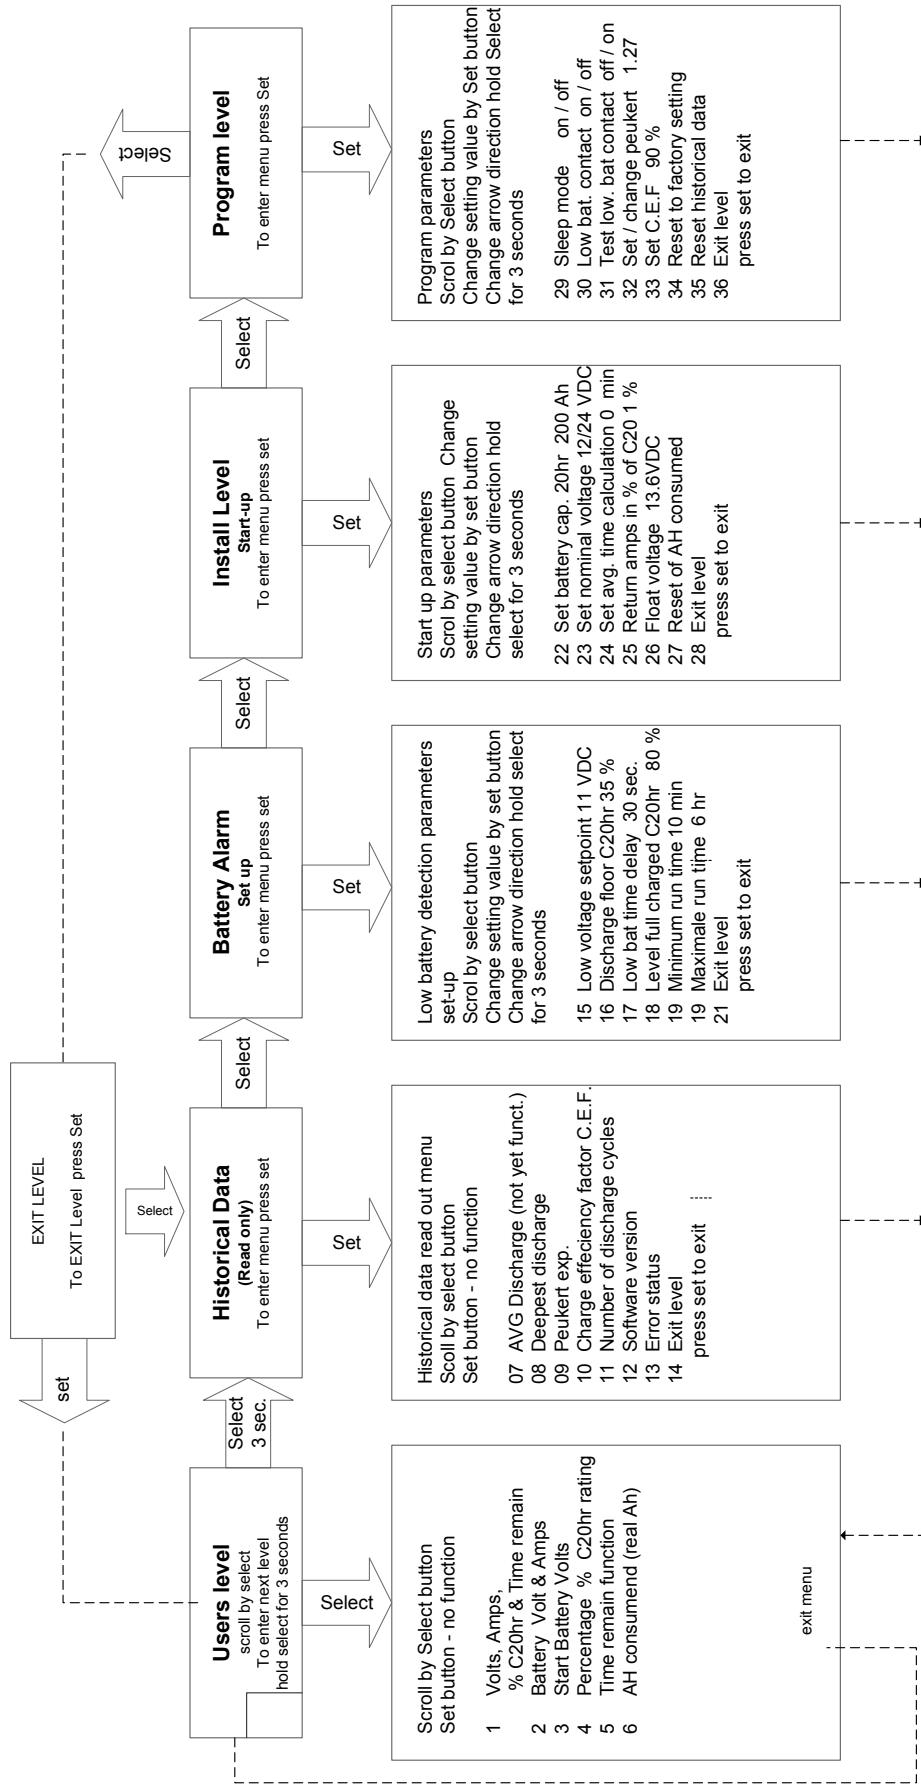 EXIT LEVEL
To EXIT Level press Set
set
Select
Users level
scroll by select
To enter next level
hold select for 3 seconds
Select
3 sec.
Historical Data
(Read only)
To enter menu press set
Select
Battery Alarm
Set up
To enter menu press set
Select
Install Level
Start-up
To enter menu press set
Select
Program level
To enter menu press Set
Select
Select
Set
Set
Set
Set
Scroll by Select button
Set button - no function
1 Volts, Amps,
% C20hr & Time remain
2 Battery Volt & Amps
3 Start Battery Volts
4 Percentage % C20hr rating
5 Time remain function
6 AH consumend (real Ah)
exit menu
Historical data read out menu
Scoll by select button
Set button - no function
07 AVG Discharge (not yet funct.)
08 Deepest discharge
09 Peukert exp.
10 Charge effeciency factor C.E.F.
11 Number of discharge cycles
12 Software version
13 Error status
14 Exit level
press set to exit
Low battery detection parameters
set-up
Scrol by select button
Change setting value by set button
Change arrow direction hold select
for 3 seconds
15 Low voltage setpoint 11 VDC
16 Discharge floor C20hr 35 %
17 Low bat time delay 30 sec.
18 Level full charged C20hr 80 %
19 Minimum run time 10 min
19 Maximale run time 6 hr
21 Exit level
press set to exit
Start up parameters
Scrol by select button Change
setting value by set button
Change arrow direction hold
select for 3 seconds
22 Set battery cap. 20hr 200 Ah
23 Set nominal voltage 12/24 VDC
24 Set avg. time calculation 0 min
25 Return amps in % of C20 1 %
26 Float voltage 13.6VDC
27 Reset of AH consumed
28 Exit level
press set to exit
Program parameters
Scrol by Select button
Change setting value by Set button
Change arrow direction hold Select
for 3 seconds
29 Sleep mode on / off
30 Low bat. contact on / off
31 Test low. bat contact off / on
32 Set / change peukert 1.27
33 Set C.E.F 90 %
34 Reset to factory setting
35 Reset historical data
36 Exit level
press set to exit